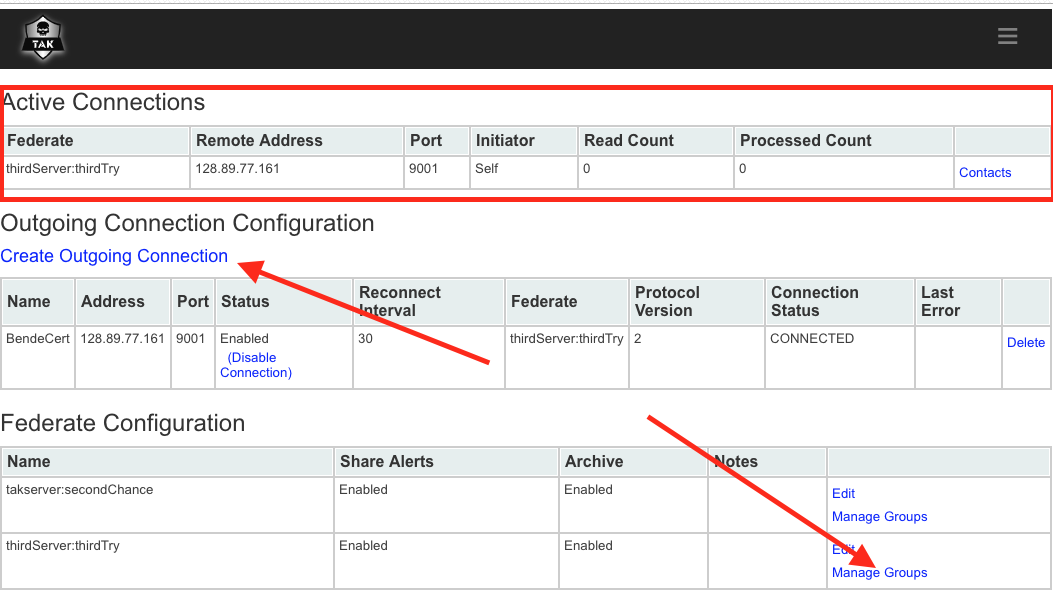 TAK
Active Connections
Federate Remote Address Port Initiator Read Count Processed Count
thirdServer:thirdTry 128.89.77.161 9001 Self 0 0 Contacts
Outgoing Connection Configuration
Create Outgoing Connection
Name Address Port Status Reconnect Interval Federate Protocol Version Connection Status Last Error
BendeCert 128.89.77.161 9001 Enabled 30 thirdServer:thirdTry 2 CONNECTED Delete
(Disable
Connection)
Federate Configuration
Name Share Alerts Archive Notes
takserver:secondChance Enabled Enabled Edit
Manage Groups
thirdServer:thirdTry Enabled Enabled Edit
Manage Groups